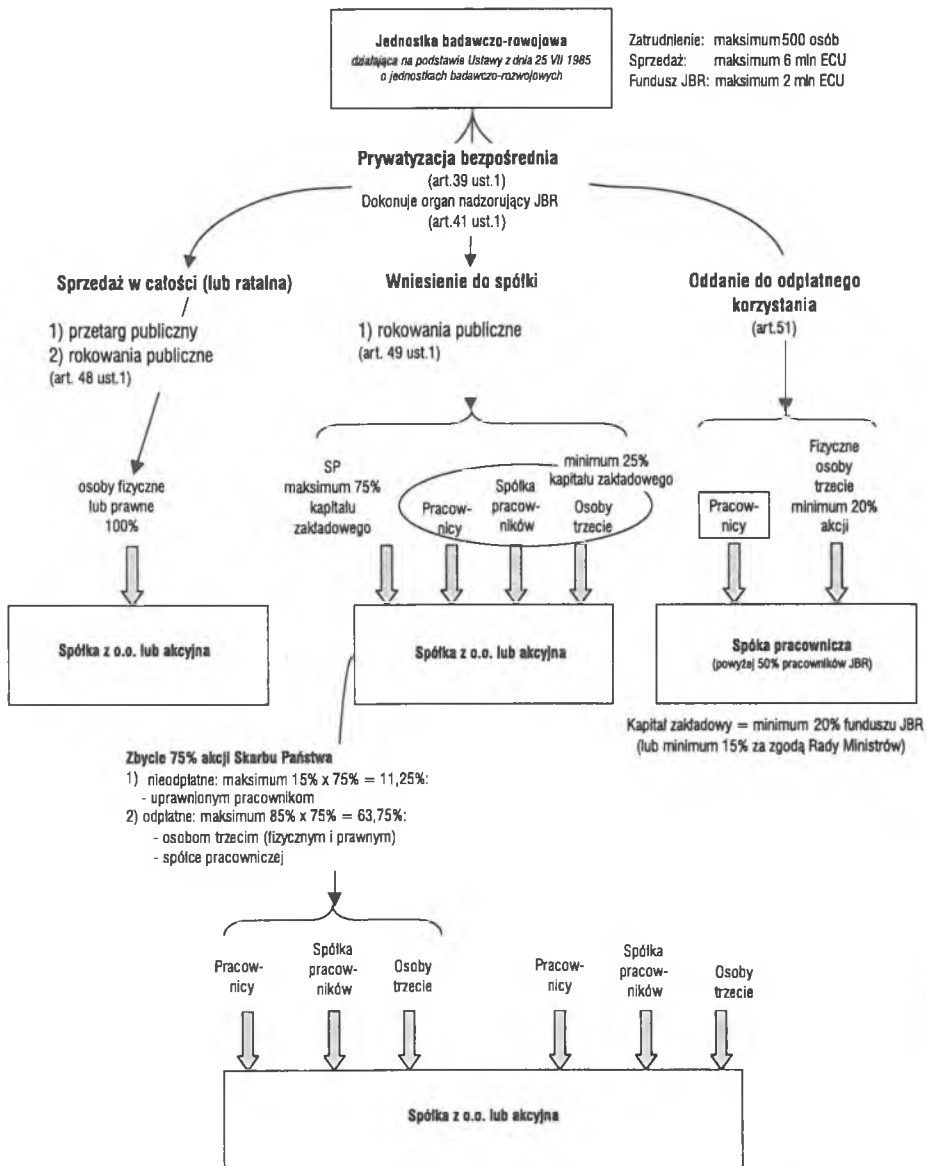 Jednostka badawczo-rowojowa
działająca na podstawie Ustawy z dnia 25 VII 1985
o jednostkach badawczo-rozwojowych
Zatrudnienie: maksimum 500 osób
Sprzedaż: maksimum 6 mln ECU
Fundusz JBR: maksimum 2 mln ECU
Prywatyzacja bezpośrednia
(art.39 ust.1)
Dokonuje organ nadzorujący JBR
(art.41 ust.1)
Sprzedaż w całości (lub ratalna)
1) przetarg publiczny
2) rokowania publiczne
(art. 48 ust.1)
osoby fizyczne
lub prawne
100%
Spółka z o.o. lub akcyjna
Wniesienie do spółki
1) rokowania publiczne
(art. 49 ust.1)
SP
maksimum 75%
kapitału
zakładowego
minimum 25%
kapitału zakładowego
Pracow-
nicy
Spółka
pracow-
ników
Osoby
trzecie
Spółka z o.o. lub akcyjna
Oddanie do odpłatnego
korzystania
(art.51)
Pracow-
nicy
Fizyczne
osoby
trzecie
minimum 20%
akcji
Spóka pracownicza
(powyżej 50% pracowników JBR)
Kapitał zakładowy = minimum 20% funduszu JBR
(lub minimum 15% za zgodą Rady Ministrów)
Zbycie 75% akcji Skarbu Państwa
1) nieodpłatne: maksimum 15% x 75% = 11,25%:
- uprawnionym pracownikom
2) odpłatne: maksimum 85% x 75% = 63,75%:
- osobom trzecim (fizycznym i prawnym)
- spółce pracowniczej
Pracow-
nicy
Spółka
pracow-
ników
Osoby
trzecie
Pracow-
nicy
Spółka
pracow-
ników
Osoby
trzecie
Spółka z o.o. lub akcyjna